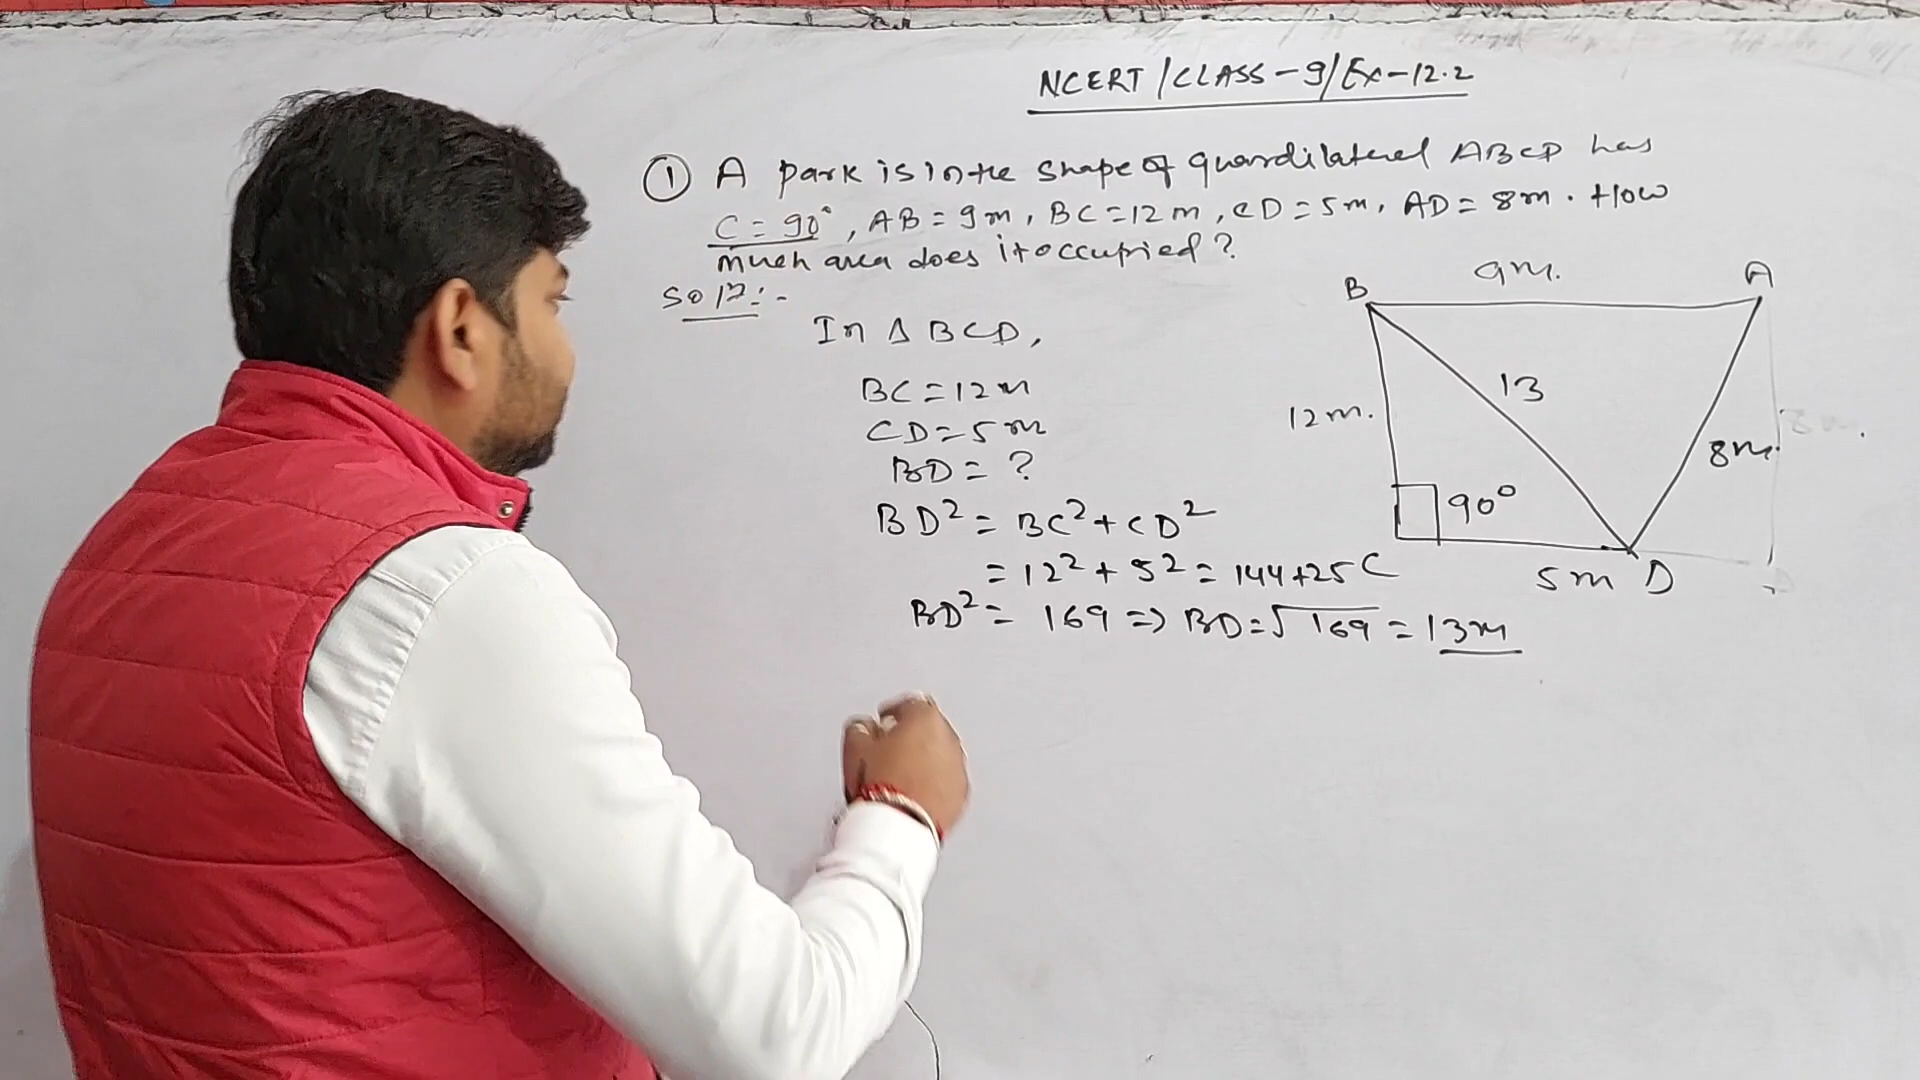 NCERT/CLASS-9/Ex-12.2
① A park is in the shape of quardilateral ABCD has
C = 90°, AB = 9m, BC = 12m, CD = 5m, AD = 8m. How
much area does it occupied?
Solⁿ:-
In Δ BCD,
BC = 12m
CD = 5m
BD = ?
BD² = BC² + CD²
= 12² + 5² = 144+25
BD² = 169 => BD = √169 = 13m
B
9m.
A
13
12m.
8m.
90°
C
5m
D